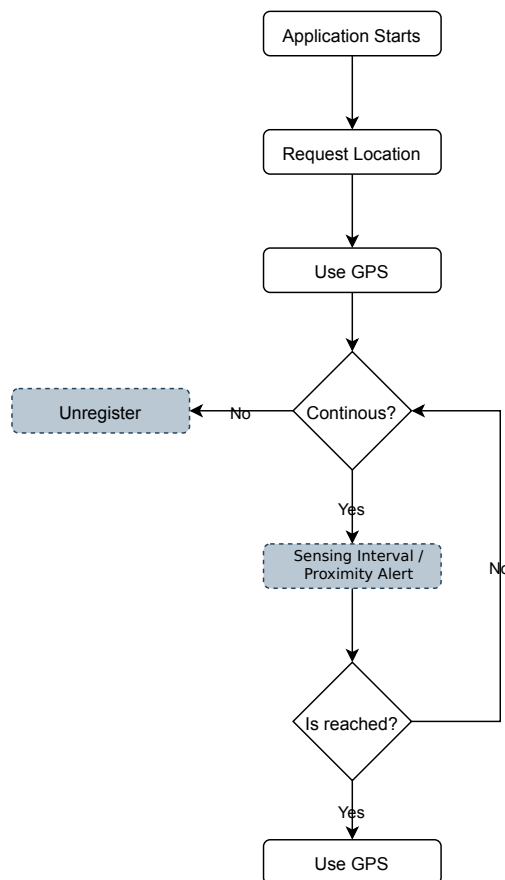 Application Starts
Request Location
Use GPS
Continous?
No
Unregister
Yes
Sensing Interval /
Proximity Alert
No
Is reached?
Yes
Use GPS